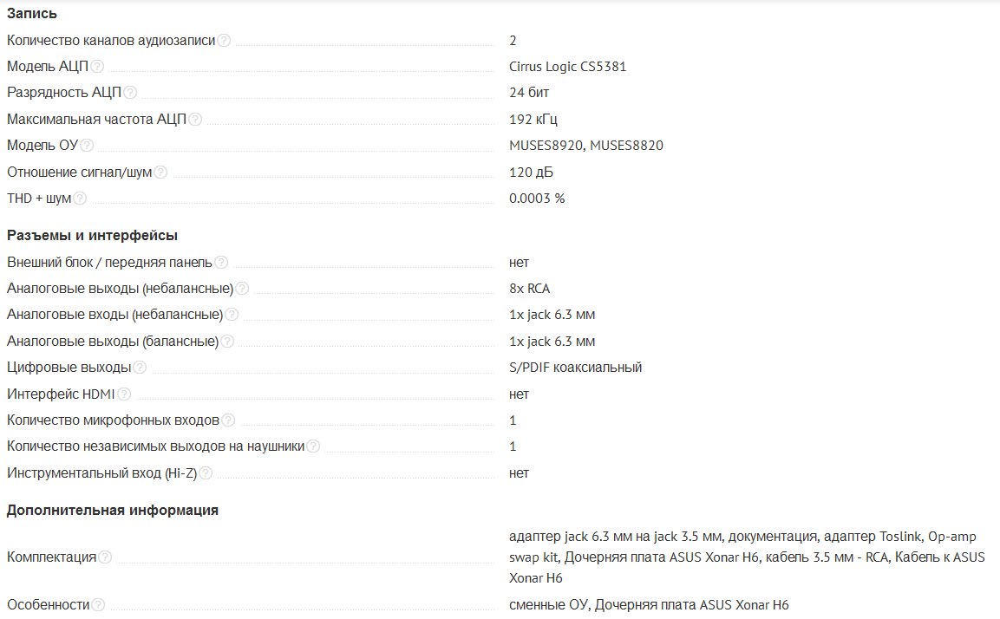 Запись
Количество каналов аудиозаписи ? 2
Модель АЦП ? Cirrus Logic CS5381
Разрядность АЦП ? 24 бит
Максимальная частота АЦП ? 192 кГц
Модель ОУ ? MUSES8920, MUSES8820
Отношение сигнал/шум ? 120 дБ
THD + шум ? 0.0003 %
Разъемы и интерфейсы
Внешний блок / передняя панель ? нет
Аналоговые выходы (небалансные) ? 8x RCA
Аналоговые входы (небалансные) ? 1x jack 6.3 мм
Аналоговые выходы (балансные) ? 1x jack 6.3 мм
Цифровые выходы ? S/PDIF коаксиальный
Интерфейс HDMI ? нет
Количество микрофонных входов ? 1
Количество независимых выходов на наушники ? 1
Инструментальный вход (Hi-Z) ? нет
Дополнительная информация
адаптер jack 6.3 мм на jack 3.5 мм, документация, адаптер Toslink, Op-amp
Комплектация ? swap kit, Дочерняя плата ASUS Xonar H6, кабель 3.5 мм - RCA, Кабель к ASUS
Xonar H6
Особенности ? сменные ОУ, Дочерняя плата ASUS Xonar H6